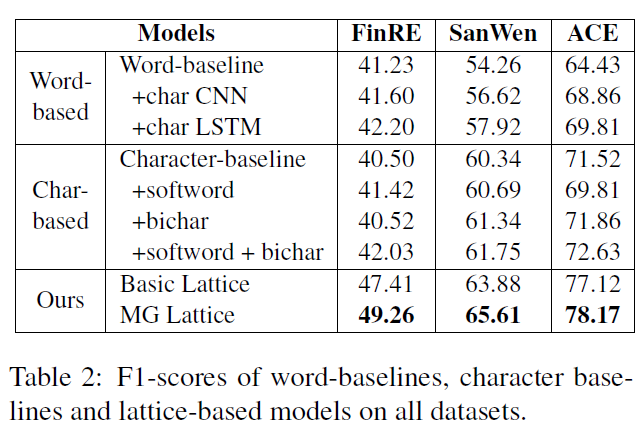 Models FinRE SanWen ACE
Word-based Word-baseline 41.23 54.26 64.43
+char CNN 41.60 56.62 68.86
+char LSTM 42.20 57.92 69.81
Char-based Character-baseline 40.50 60.34 71.52
+softword 41.42 60.69 69.81
+bichar 40.52 61.34 71.86
+softword + bichar 42.03 61.75 72.63
Ours Basic Lattice 47.41 63.88 77.12
MG Lattice 49.26 65.61 78.17
Table 2: F1-scores of word-baselines, character base-
lines and lattice-based models on all datasets.